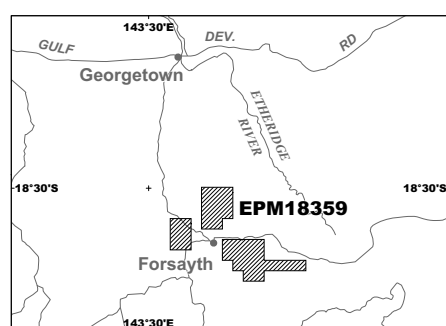 143°30'E
GULF
DEV.
RD
Georgetown
ETHERIDGE
RIVER
18°30'S
18°30'S
EPM18359
Forsayth
143°30'E